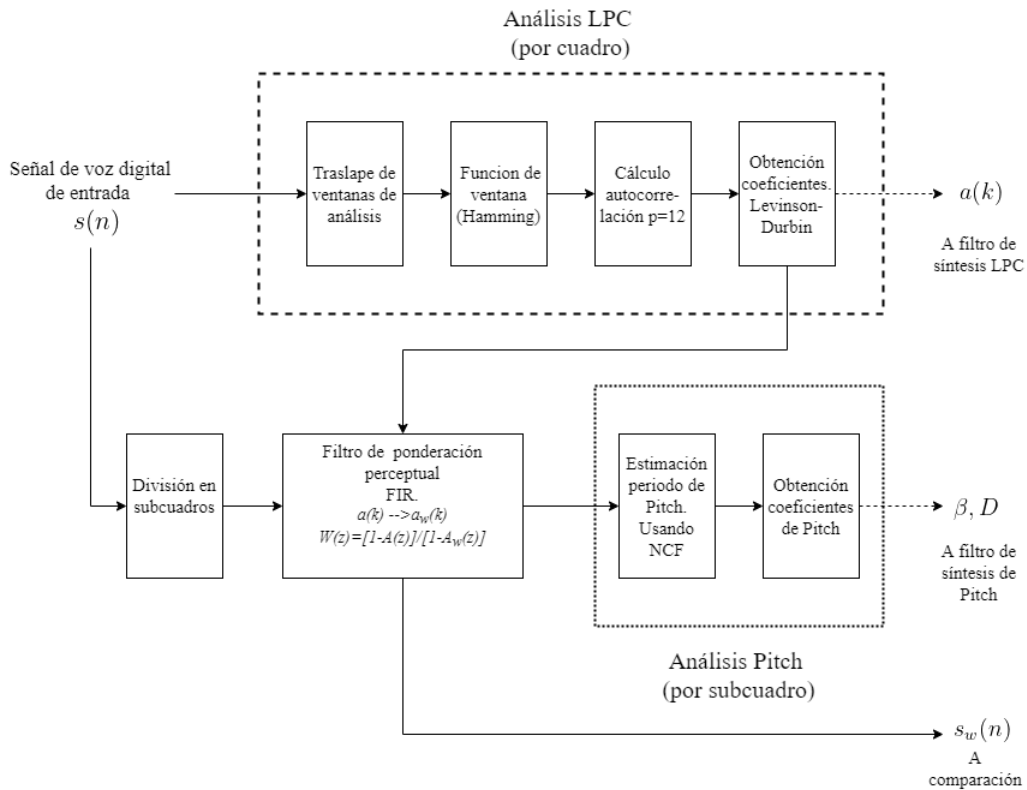 Análisis LPC
(por cuadro)
Señal de voz digital
de entrada
s(n)
Traslape de
ventanas de
análisis
Funcion de
ventana
(Hamming)
Cálculo
autocorre-
lación p=12
Obtención
coeficientes.
Levinson-
Durbin
a(k)
A filtro de
síntesis LPC
División en
subcuadros
Filtro de ponderación
perceptual
FIR.
a(k) -->a_w(k)
W(z)=[1-A(z)]/[1-A_w(z)]
Estimación
periodo de
Pitch.
Usando
NCF
Obtención
coeficientes
de Pitch
β, D
A filtro de
síntesis de
Pitch
Análisis Pitch
(por subcuadro)
s_w(n)
A
comparación